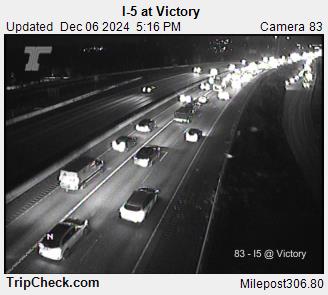 I-5 at Victory
Updated Dec 06 2024 5:16 PM Camera 83
T
N
83 - I5 @ Victory
TripCheck.com Milepost306.80